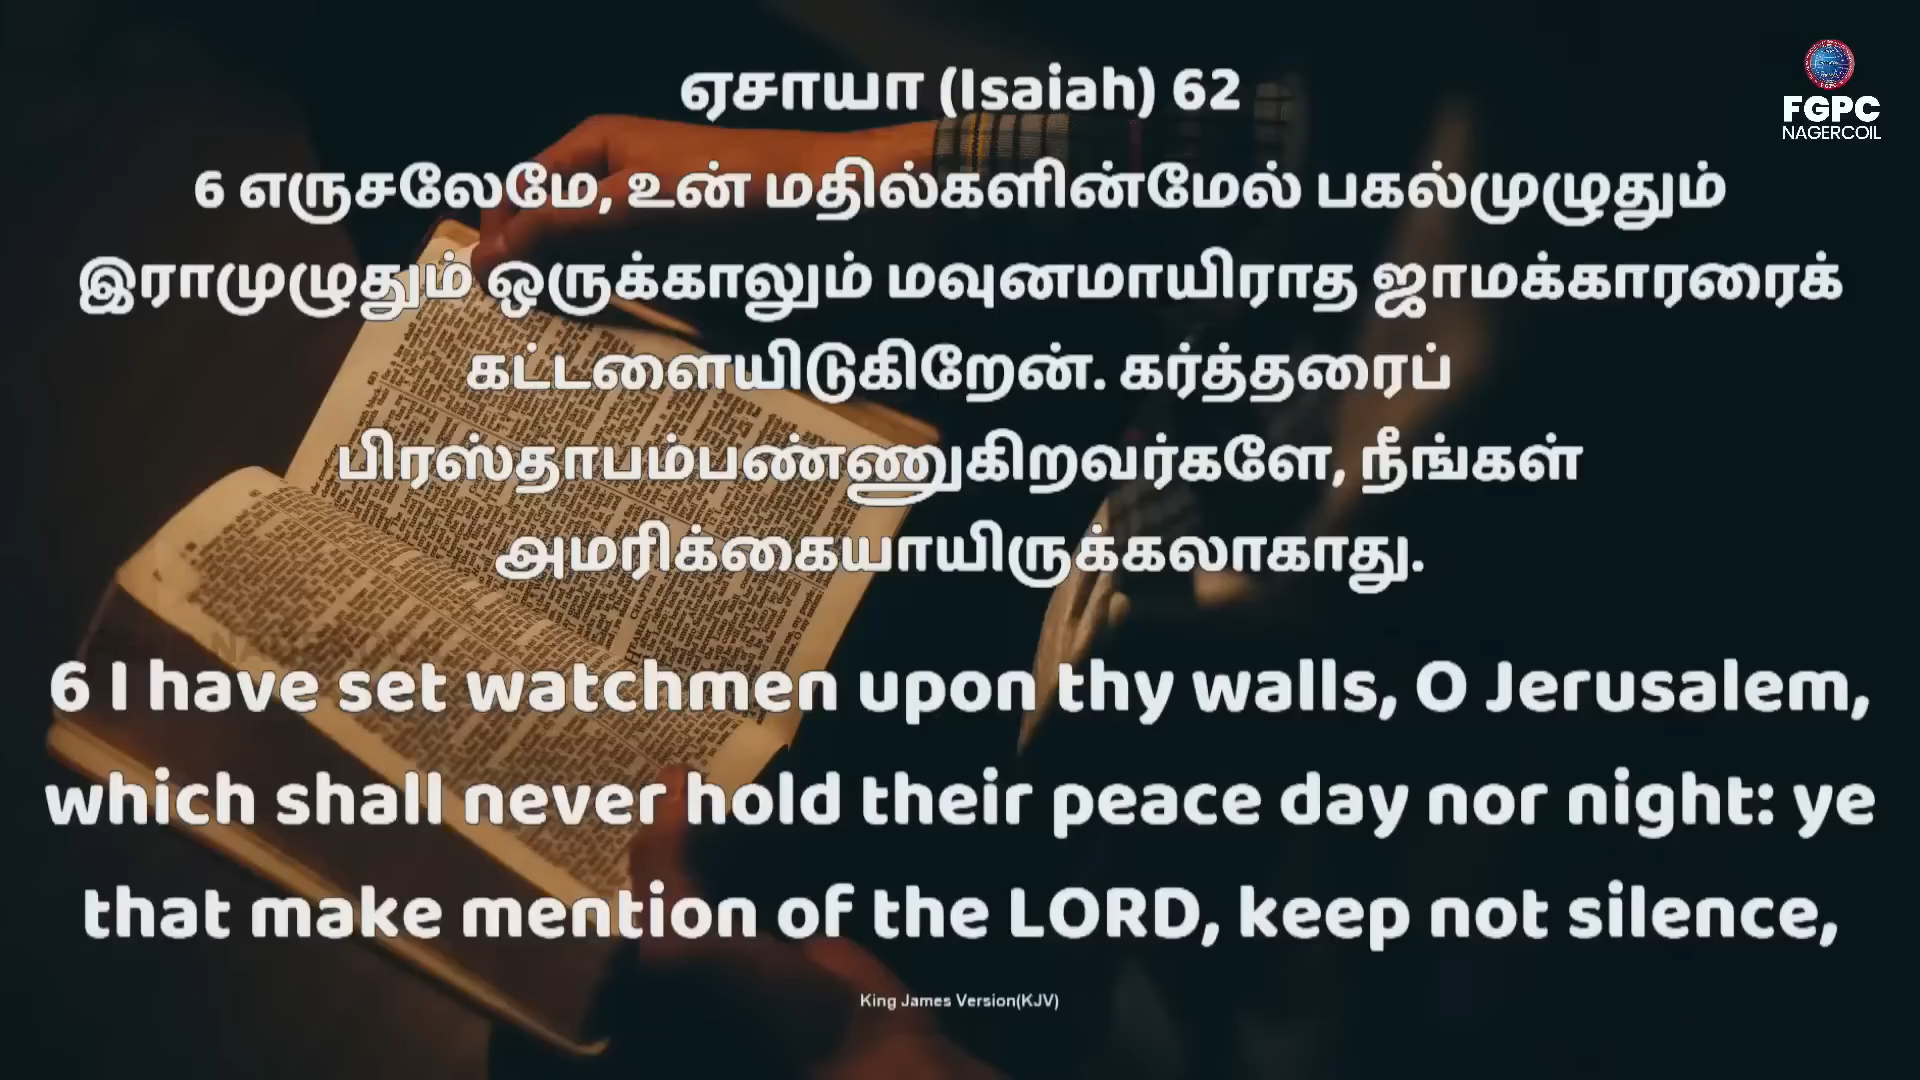 ஏசாயா (Isaiah) 62
FGPC
NAGERCOIL
6 எருசலேமே, உன் மதில்களின்மேல் பகல்முழுதும்
இராமுழுதும் ஒருக்காலும் மவுனமாயிராத ஜாமக்காரரைக்
கட்டளையிடுகிறேன். கர்த்தரைப்
பிரஸ்தாபம்பண்ணுகிறவர்களே, நீங்கள்
அமரிக்கையாயிருக்கலாகாது.
6 I have set watchmen upon thy walls, O Jerusalem,
which shall never hold their peace day nor night: ye
that make mention of the LORD, keep not silence,
King James Version(KJV)